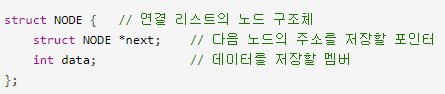 struct NODE {   // 연결 리스트의 노드 구조체
    struct NODE *next;    // 다음 노드의 주소를 저장할 포인터
    int data;             // 데이터를 저장할 멤버
};